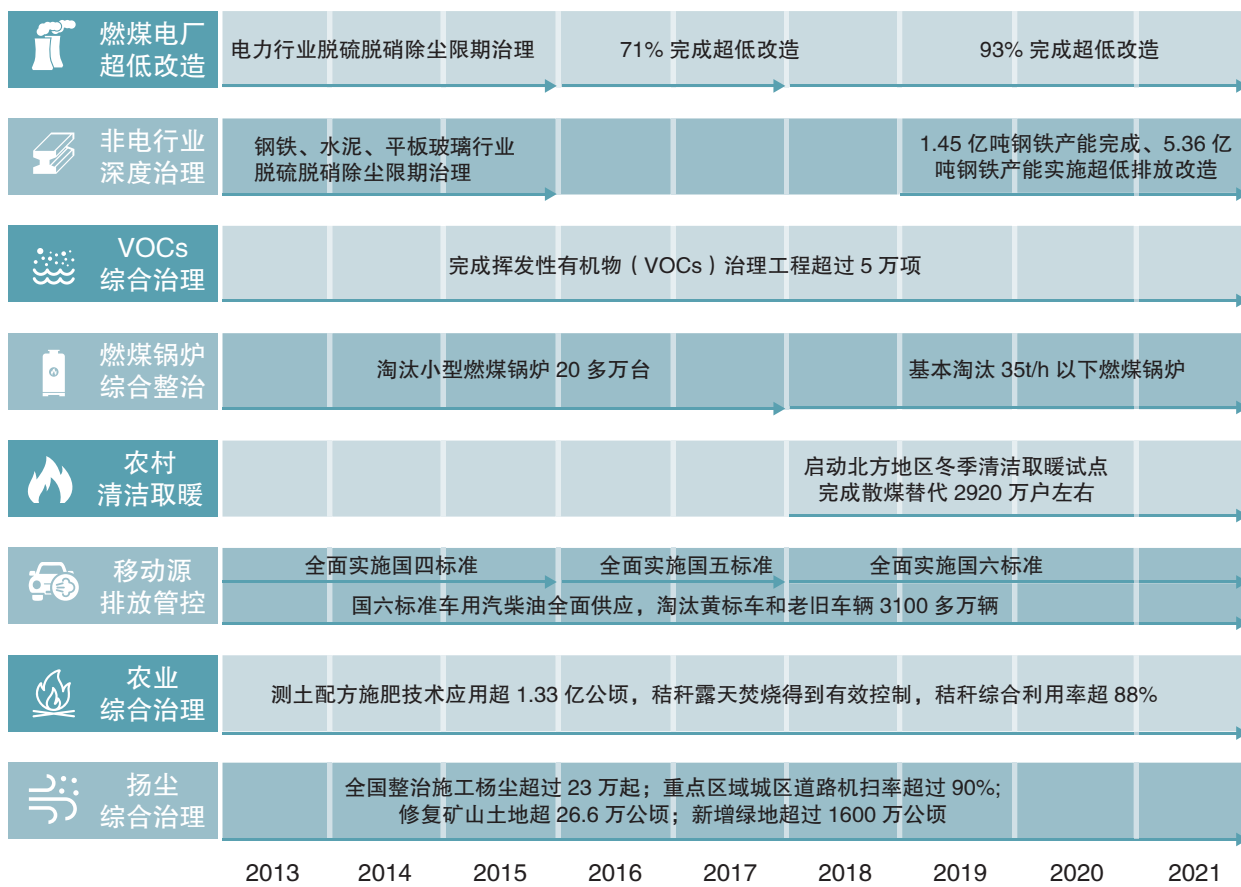 燃煤电厂
超低改造
电力行业脱硫脱硝除尘限期治理
71% 完成超低改造
93% 完成超低改造
非电行业
深度治理
钢铁、水泥、平板玻璃行业
脱硫脱硝除尘限期治理
1.45 亿吨钢铁产能完成、5.36 亿
吨钢铁产能实施超低排放改造
VOCs
综合治理
完成挥发性有机物（VOCs）治理工程超过 5 万项
燃煤锅炉
综合整治
淘汰小型燃煤锅炉 20 多万台
基本淘汰 35t/h 以下燃煤锅炉
农村
清洁取暖
启动北方地区冬季清洁取暖试点
完成散煤替代 2920 万户左右
移动源
排放管控
全面实施国四标准
全面实施国五标准
全面实施国六标准
国六标准车用汽柴油全面供应，淘汰黄标车和老旧车辆 3100 多万辆
农业
综合治理
测土配方施肥技术应用超 1.33 亿公顷，秸秆露天焚烧得到有效控制，秸秆综合利用率超 88%
扬尘
综合治理
全国整治施工杨尘超过 23 万起；重点区域城区道路机扫率超过 90%;
修复矿山土地超 26.6 万公顷；新增绿地超过 1600 万公顷
2013 2014 2015 2016 2017 2018 2019 2020 2021